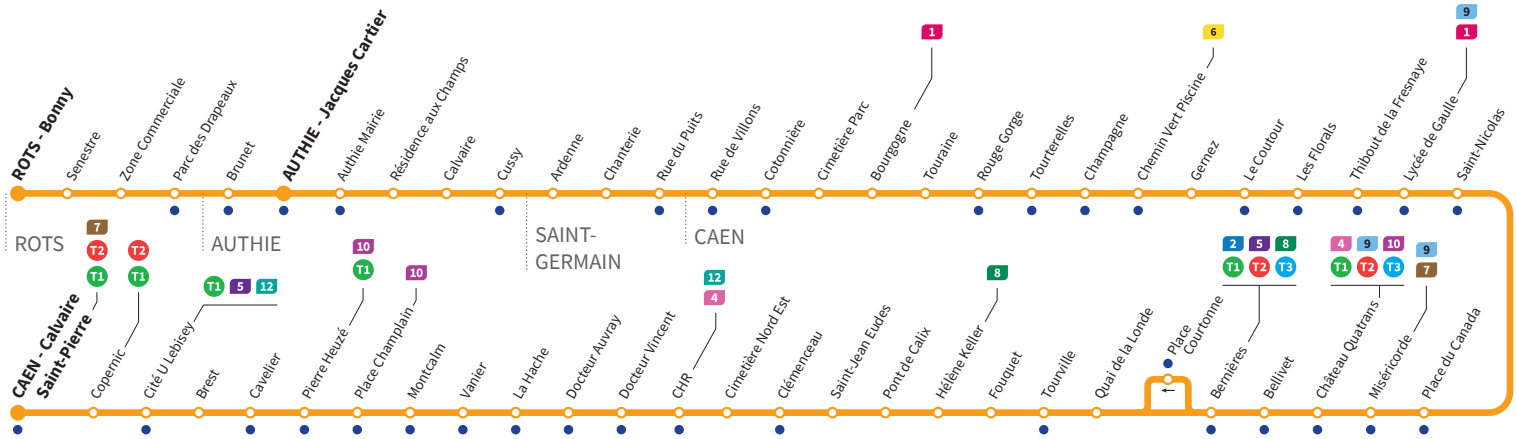 ROTS - Bonny
Senestre
Zone Commerciale
Parc des Drapeaux
Brunet
AUTHIE - Jacques Cartier
Authie Mairie
Résidence aux Champs
Calvaire
Cussy
Ardenne
Chanterie
Rue du Puits
Rue de Villons
Cotonnière
Cimetière Parc
Bourgogne
1
Touraine
Rouge Gorge
Tourterelles
Champagne
Chemin Vert Piscine
6
Gernez
Le Coutour
Les Florals
Thibout de la Fresnaye
Lycée de Gaulle
9
1
Saint-Nicolas
ROTS
AUTHIE
SAINT-
GERMAIN
CAEN
CAEN - Calvaire
Saint-Pierre
7
T2
T1
Copernic
T2
T1
Cité U Lebisey
T1 5 12
Brest
Cavelier
Pierre Heuzé
10
T1
Place Champlain
10
Montcalm
Vanier
La Hache
Docteur Auvray
Docteur Vincent
CHR
12
4
Cimetière Nord Est
Clémenceau
Saint-Jean Eudes
Pont de Calix
Hélène Keller
8
Fouquet
Tourville
Quai de la Londe
Place
Courtonne
←
Bernières
2 5 8
T1 T2 T3
Bellivet
Château Quatrans
4 9 10
T1 T2 T3
Miséricorde
9
7
Place du Canada